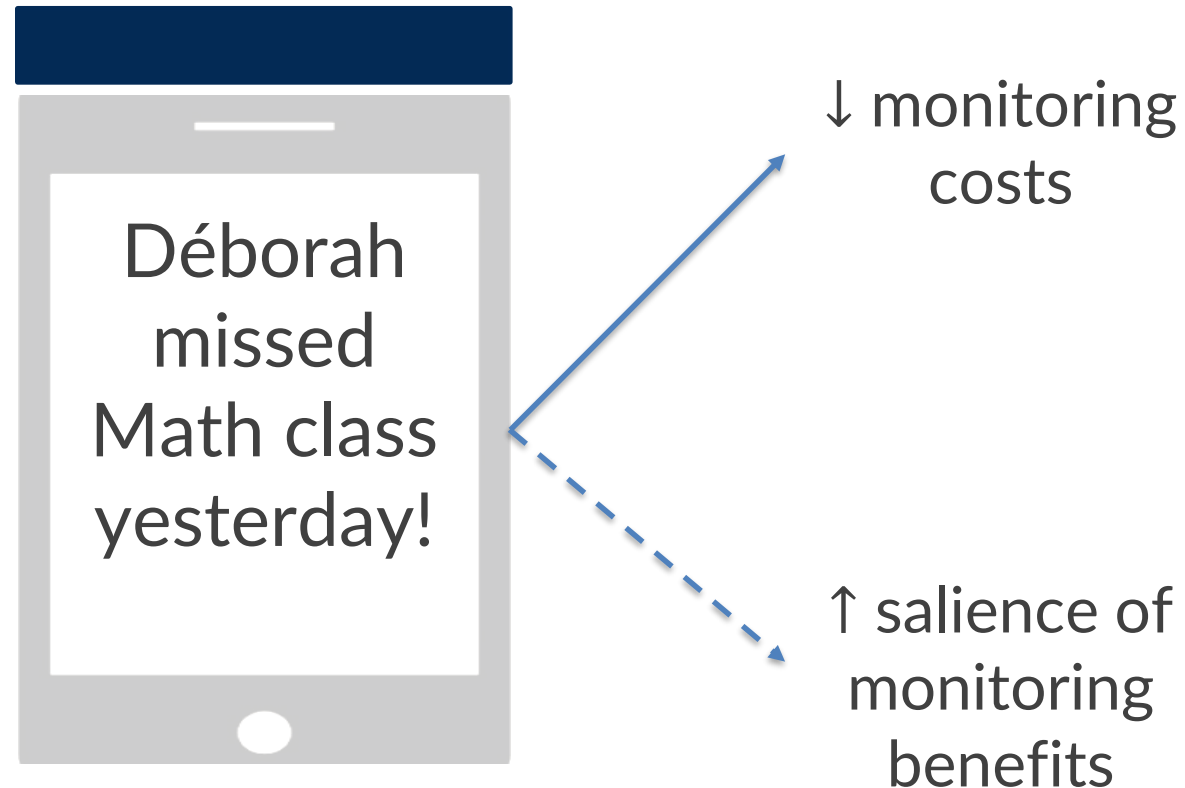 Déborah
missed
Math class
yesterday!
↓ monitoring
costs
↑ salience of
monitoring
benefits